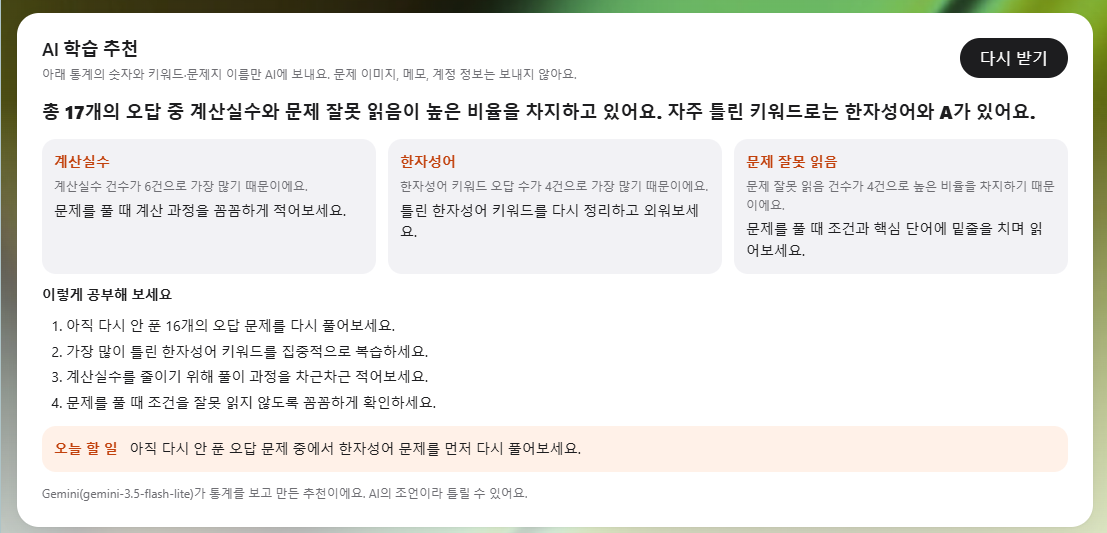 AI 학습 추천
다시 받기
아래 통계의 숫자와 키워드·문제지 이름만 AI에 보내요. 문제 이미지, 메모, 계정 정보는 보내지 않아요.
총 17개의 오답 중 계산실수와 문제 잘못 읽음이 높은 비율을 차지하고 있어요. 자주 틀린 키워드로는 한자성어와 A가 있어요.
계산실수
계산실수 건수가 6건으로 가장 많기 때문이에요.
문제를 풀 때 계산 과정을 꼼꼼하게 적어보세요.
한자성어
한자성어 키워드 오답 수가 4건으로 가장 많기 때문이에요.
틀린 한자성어 키워드를 다시 정리하고 외워보세
요.
문제 잘못 읽음
문제 잘못 읽음 건수가 4건으로 높은 비율을 차지하기 때문
이에요.
문제를 풀 때 조건과 핵심 단어에 밑줄을 치며 읽
어보세요.
이렇게 공부해 보세요
1. 아직 다시 안 푼 16개의 오답 문제를 다시 풀어보세요.
2. 가장 많이 틀린 한자성어 키워드를 집중적으로 복습하세요.
3. 계산실수를 줄이기 위해 풀이 과정을 차근차근 적어보세요.
4. 문제를 풀 때 조건을 잘못 읽지 않도록 꼼꼼하게 확인하세요.
오늘 할 일 아직 다시 안 푼 오답 문제 중에서 한자성어 문제를 먼저 다시 풀어보세요.
Gemini(gemini-3.5-flash-lite)가 통계를 보고 만든 추천이에요. AI의 조언이라 틀릴 수 있어요.